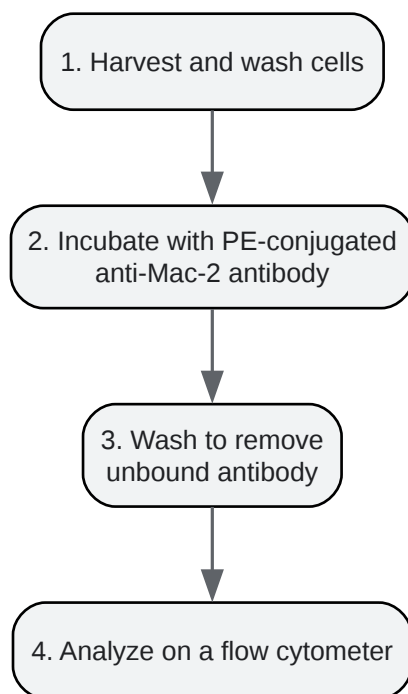 1. Harvest and wash cells
2. Incubate with PE-conjugated
anti-Mac-2 antibody
3. Wash to remove
unbound antibody
4. Analyze on a flow cytometer